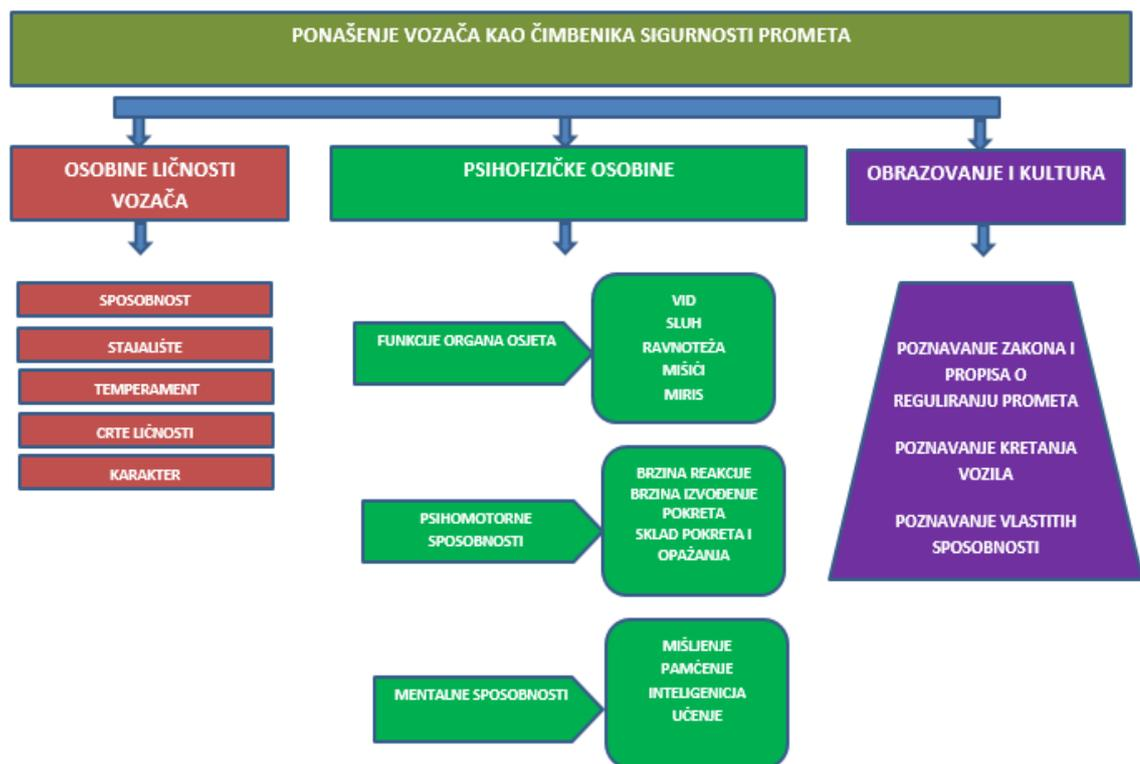 PONAŠENJE VOZAČA KAO ČIMBENIKA SIGURNOSTI PROMETA
OSOBINE LIČNOSTI
VOZAČA
PSIHOFIZIČKE OSOBINE
OBRAZOVANJE I KULTURA
SPOSOBNOST
STAJALIŠTE
TEMPERAMENT
CRTE LIČNOSTI
KARAKTER
FUNKCIJE ORGANA OSJETA
VID
SLUH
RAVNOTEŽA
MIŠIĆI
MIRIS
PSIHOMOTORNE
SPOSOBNOSTI
BRZINA REAKCIJE
BRZINA IZVOĐENJE
POKRETA
SKLAD POKRETA I
OPAŽANJA
MENTALNE SPOSOBNOSTI
MIŠLJENJE
PAMĆENJE
INTELIGENICJA
UČENJE
POZNAVANJE ZAKONA I
PROPISA O
REGULIRANJU PROMETA
POZNAVANJE KRETANJA
VOZILA
POZNAVANJE VLASTITIH
SPOSOBNOSTI